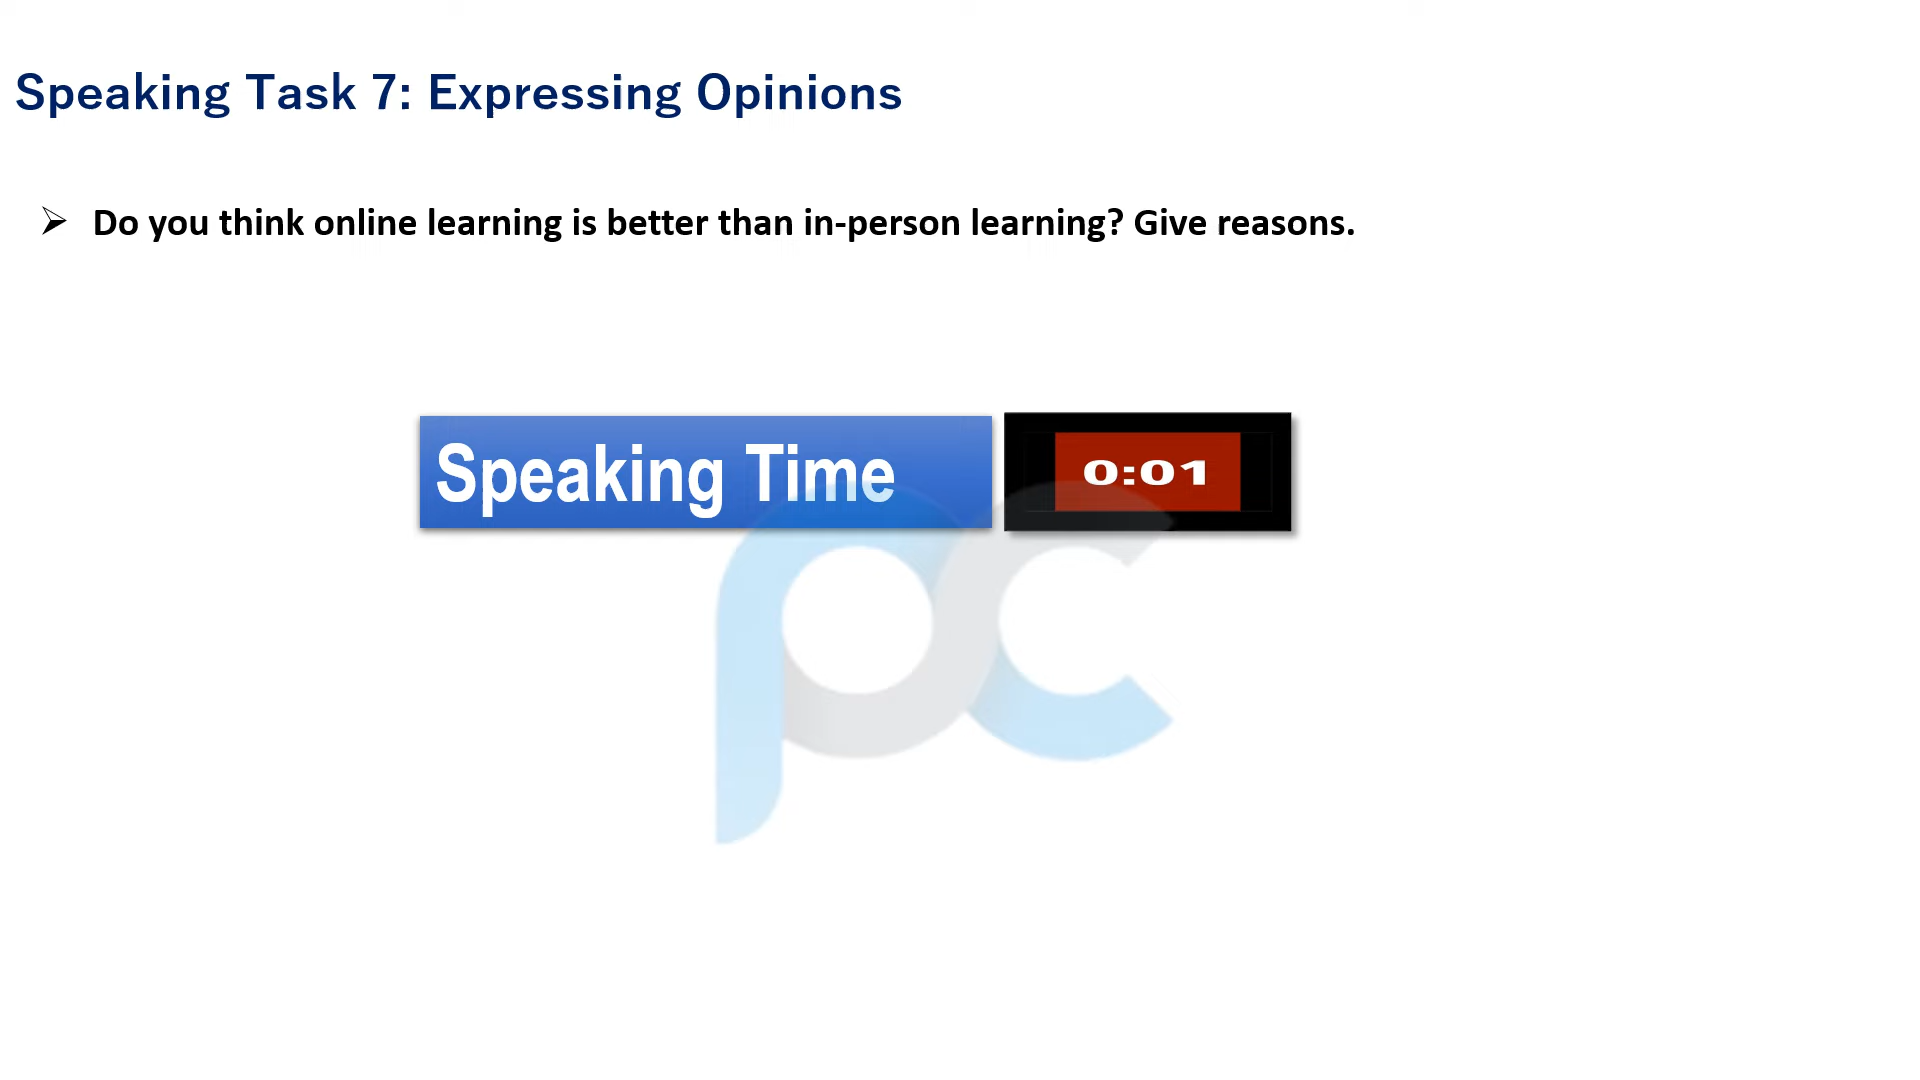 Speaking Task 7: Expressing Opinions
➢ Do you think online learning is better than in-person learning? Give reasons.
Speaking Time
0:01